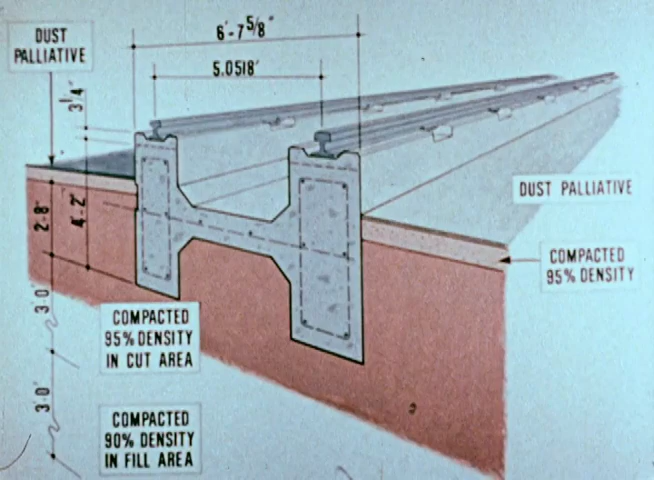 DUST
PALLIATIVE
6'-7 5/8"
5.0518'
3 1/4"
2'-8"
4'-2"
3'-0"
3'-0"
DUST PALLIATIVE
COMPACTED
95% DENSITY
COMPACTED
95% DENSITY
IN CUT AREA
COMPACTED
90% DENSITY
IN FILL AREA